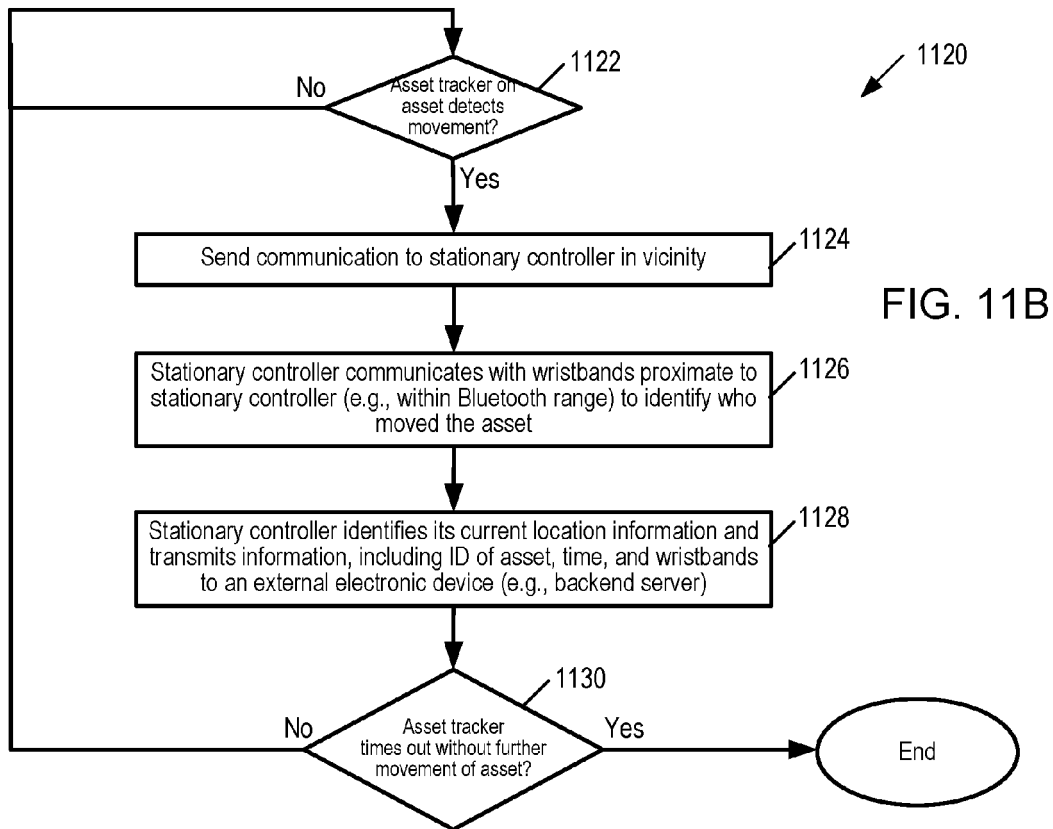 1120
1122
No
Asset tracker on
asset detects
movement?
Yes
1124
Send communication to stationary controller in vicinity
FIG. 11B
1126
Stationary controller communicates with wristbands proximate to
stationary controller (e.g., within Bluetooth range) to identify who
moved the asset
1128
Stationary controller identifies its current location information and
transmits information, including ID of asset, time, and wristbands
to an external electronic device (e.g., backend server)
1130
No
Asset tracker
times out without further
movement of asset?
Yes
End